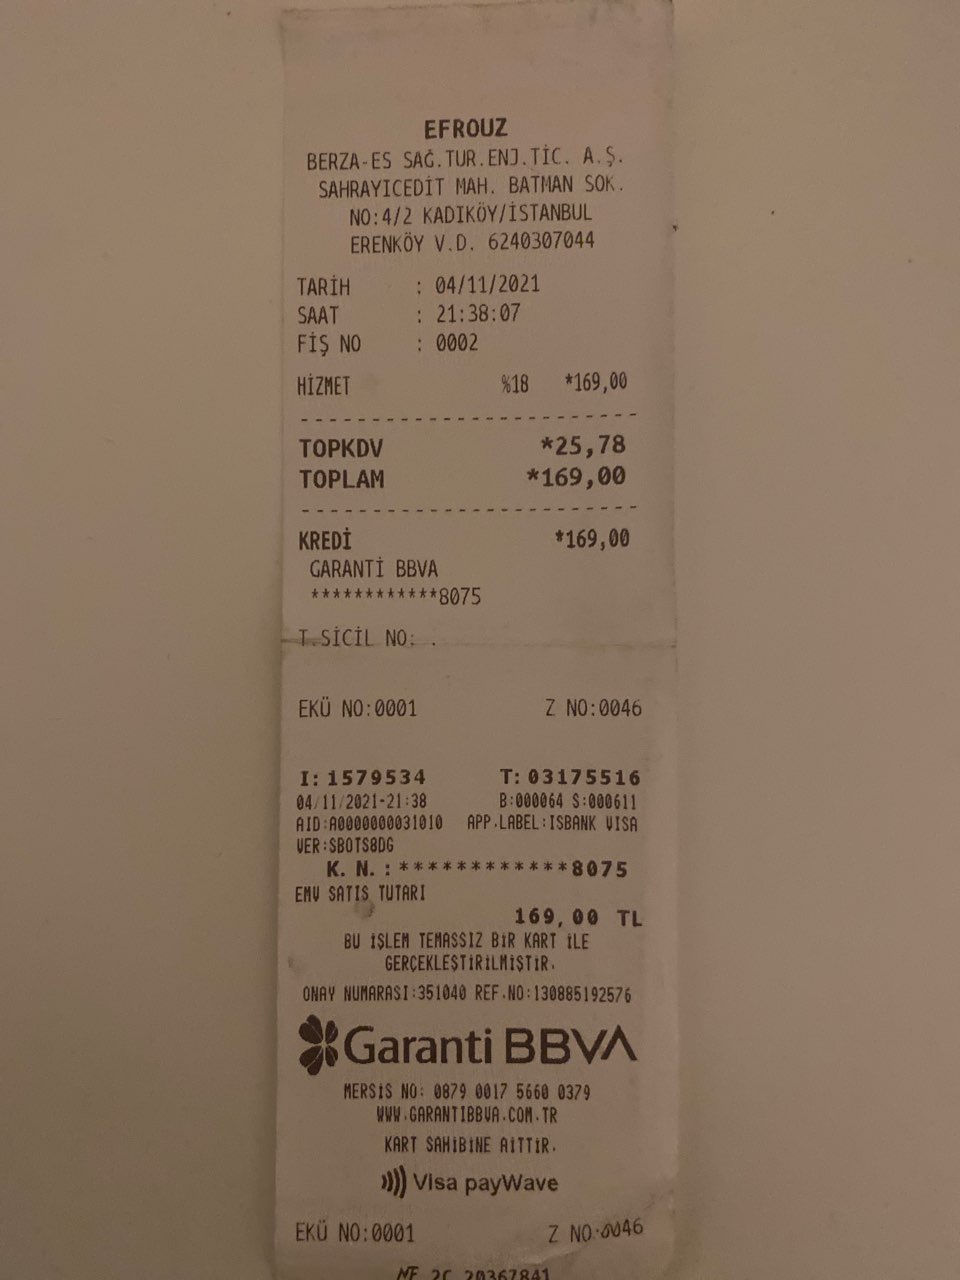 EFROUZ
BERZA-ES SAĞ.TUR.ENJ.TİC. A.Ş.
SAHRAYICEDİT MAH. BATMAN SOK.
NO:4/2 KADIKÖY/İSTANBUL
ERENKÖY V.D. 6240307044
TARİH : 04/11/2021
SAAT : 21:38:07
FİŞ NO : 0002
HİZMET %18 *169,00
TOPKDV *25,78
TOPLAM *169,00
KREDİ *169,00
GARANTİ BBVA
************8075
T.SİCİL NO: .
EKÜ NO:0001 Z NO:0046
I: 1579534 T: 03175516
04/11/2021-21:38 B:000064 S:000611
AID:A0000000031010 APP.LABEL:ISBANK VISA
VER:SBOTS8DG
K. N. : ************8075
EMV SATIS TUTARI
169,00 TL
BU İŞLEM TEMASSIZ BİR KART İLE
GERÇEKLEŞTİRİLMİŞTİR.
ONAY NUMARASI:351040 REF.NO:130885192576
Garanti BBVA
MERSİS NO: 0879 0017 5660 0379
WWW.GARANTIBBVA.COM.TR
KART SAHİBİNE AİTTİR.
Visa payWave
EKÜ NO:0001 Z NO:0046
MF 2C 20367841